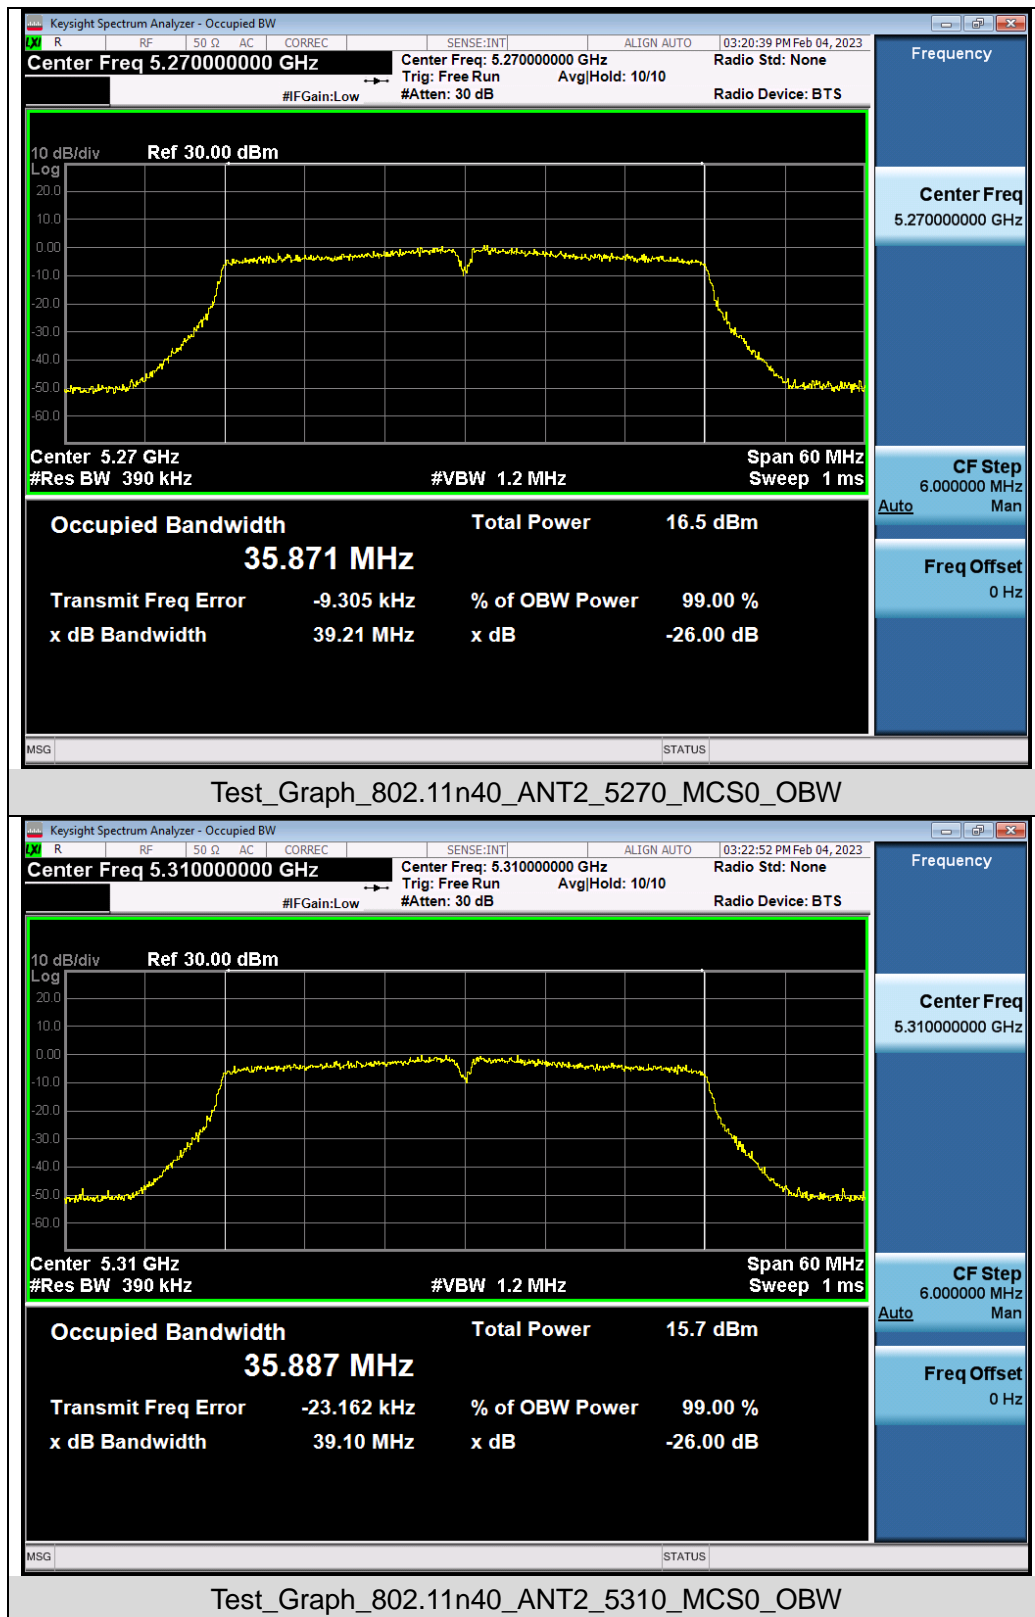 Keysight Spectrum Analyzer - Occupied BW
LXI R RF 50 Ω AC CORREC SENSE:INT ALIGN AUTO 03:20:39 PM Feb 04, 2023
Center Freq 5.270000000 GHz
Center Freq: 5.270000000 GHz
Radio Std: None
Trig: Free Run Avg|Hold: 10/10
#IFGain:Low
#Atten: 30 dB
Radio Device: BTS
Frequency
10 dB/div Ref 30.00 dBm
Log
20.0
10.0
0.00
-10.0
-20.0
-30.0
-40.0
-50.0
-60.0
Center Freq
5.270000000 GHz
Center 5.27 GHz
Span 60 MHz
#Res BW 390 kHz
#VBW 1.2 MHz
Sweep 1 ms
CF Step
6.000000 MHz
Auto Man
Freq Offset
0 Hz
Occupied Bandwidth
Total Power 16.5 dBm
35.871 MHz
Transmit Freq Error -9.305 kHz
% of OBW Power 99.00 %
x dB Bandwidth 39.21 MHz
x dB -26.00 dB
MSG
STATUS
Test_Graph_802.11n40_ANT2_5270_MCS0_OBW
Keysight Spectrum Analyzer - Occupied BW
LXI R RF 50 Ω AC CORREC SENSE:INT ALIGN AUTO 03:22:52 PM Feb 04, 2023
Center Freq 5.310000000 GHz
Center Freq: 5.310000000 GHz
Radio Std: None
Trig: Free Run Avg|Hold: 10/10
#IFGain:Low
#Atten: 30 dB
Radio Device: BTS
Frequency
10 dB/div Ref 30.00 dBm
Log
20.0
10.0
0.00
-10.0
-20.0
-30.0
-40.0
-50.0
-60.0
Center Freq
5.310000000 GHz
Center 5.31 GHz
Span 60 MHz
#Res BW 390 kHz
#VBW 1.2 MHz
Sweep 1 ms
CF Step
6.000000 MHz
Auto Man
Freq Offset
0 Hz
Occupied Bandwidth
Total Power 15.7 dBm
35.887 MHz
Transmit Freq Error -23.162 kHz
% of OBW Power 99.00 %
x dB Bandwidth 39.10 MHz
x dB -26.00 dB
MSG
STATUS
Test_Graph_802.11n40_ANT2_5310_MCS0_OBW